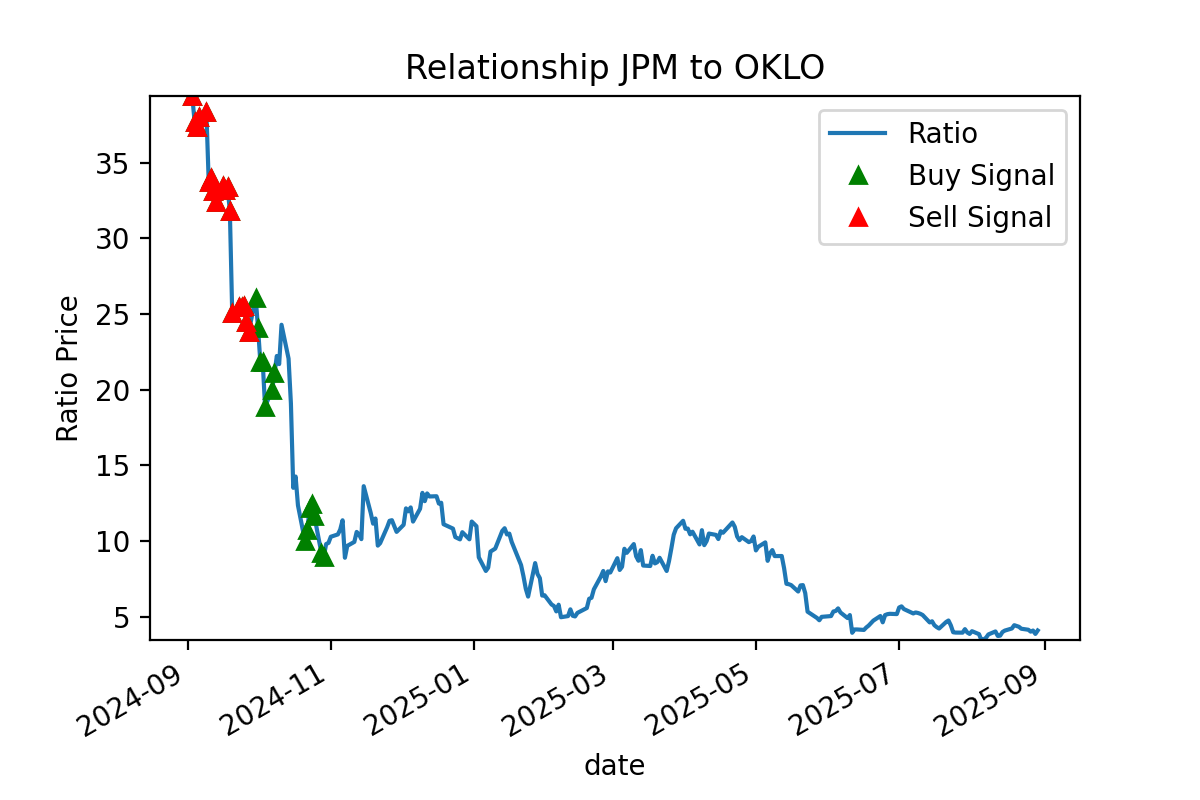 Relationship JPM to OKLO
Ratio
Buy Signal
Sell Signal
Ratio Price
35
30
25
20
15
10
5
2024-09
2024-11
2025-01
2025-03
2025-05
2025-07
2025-09
date